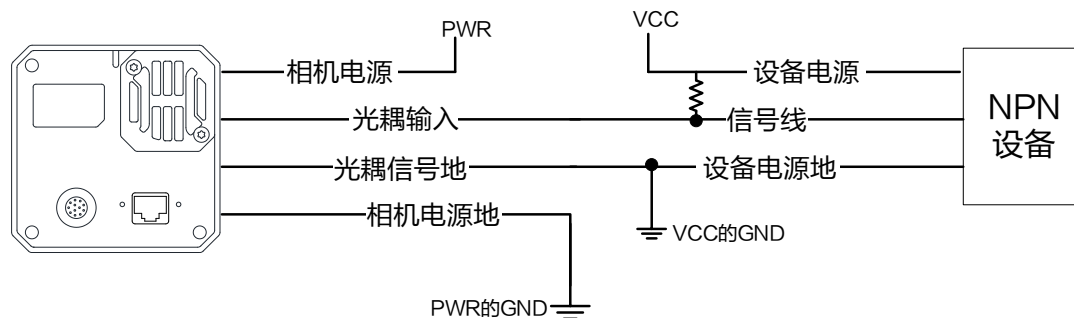 PWR
VCC
相机电源
设备电源
光耦输入
信号线
NPN
设备
光耦信号地
设备电源地
相机电源地
VCC的GND
PWR的GND